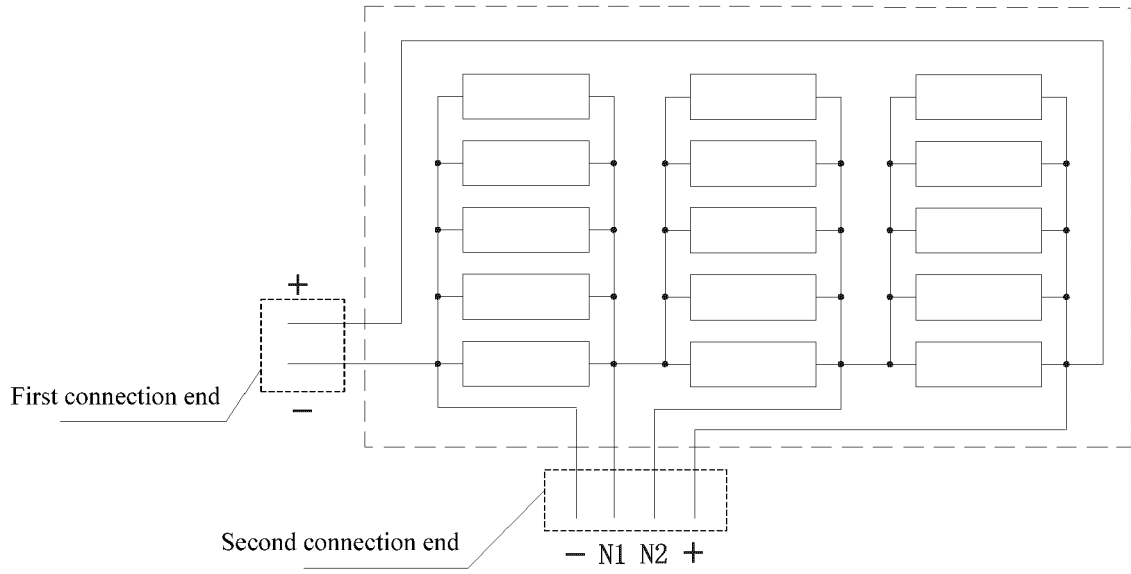 +
First connection end
−
Second connection end
− N1 N2 +